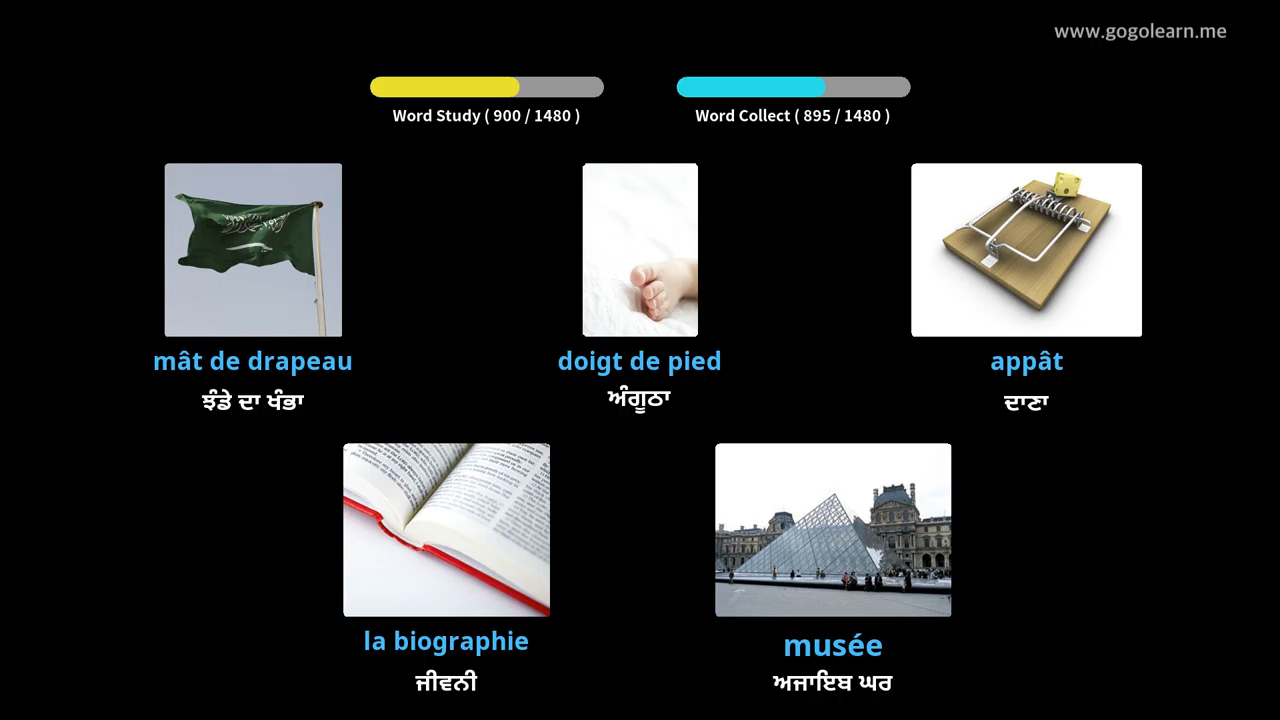 www.gogolearn.me
Word Study ( 900 / 1480 )
Word Collect ( 895 / 1480 )
mât de drapeau
ਝੰਡੇ ਦਾ ਖੰਭਾ
doigt de pied
ਅੰਗੂਠਾ
appât
ਦਾਣਾ
la biographie
ਜੀਵਨੀ
musée
ਅਜਾਇਬ ਘਰ